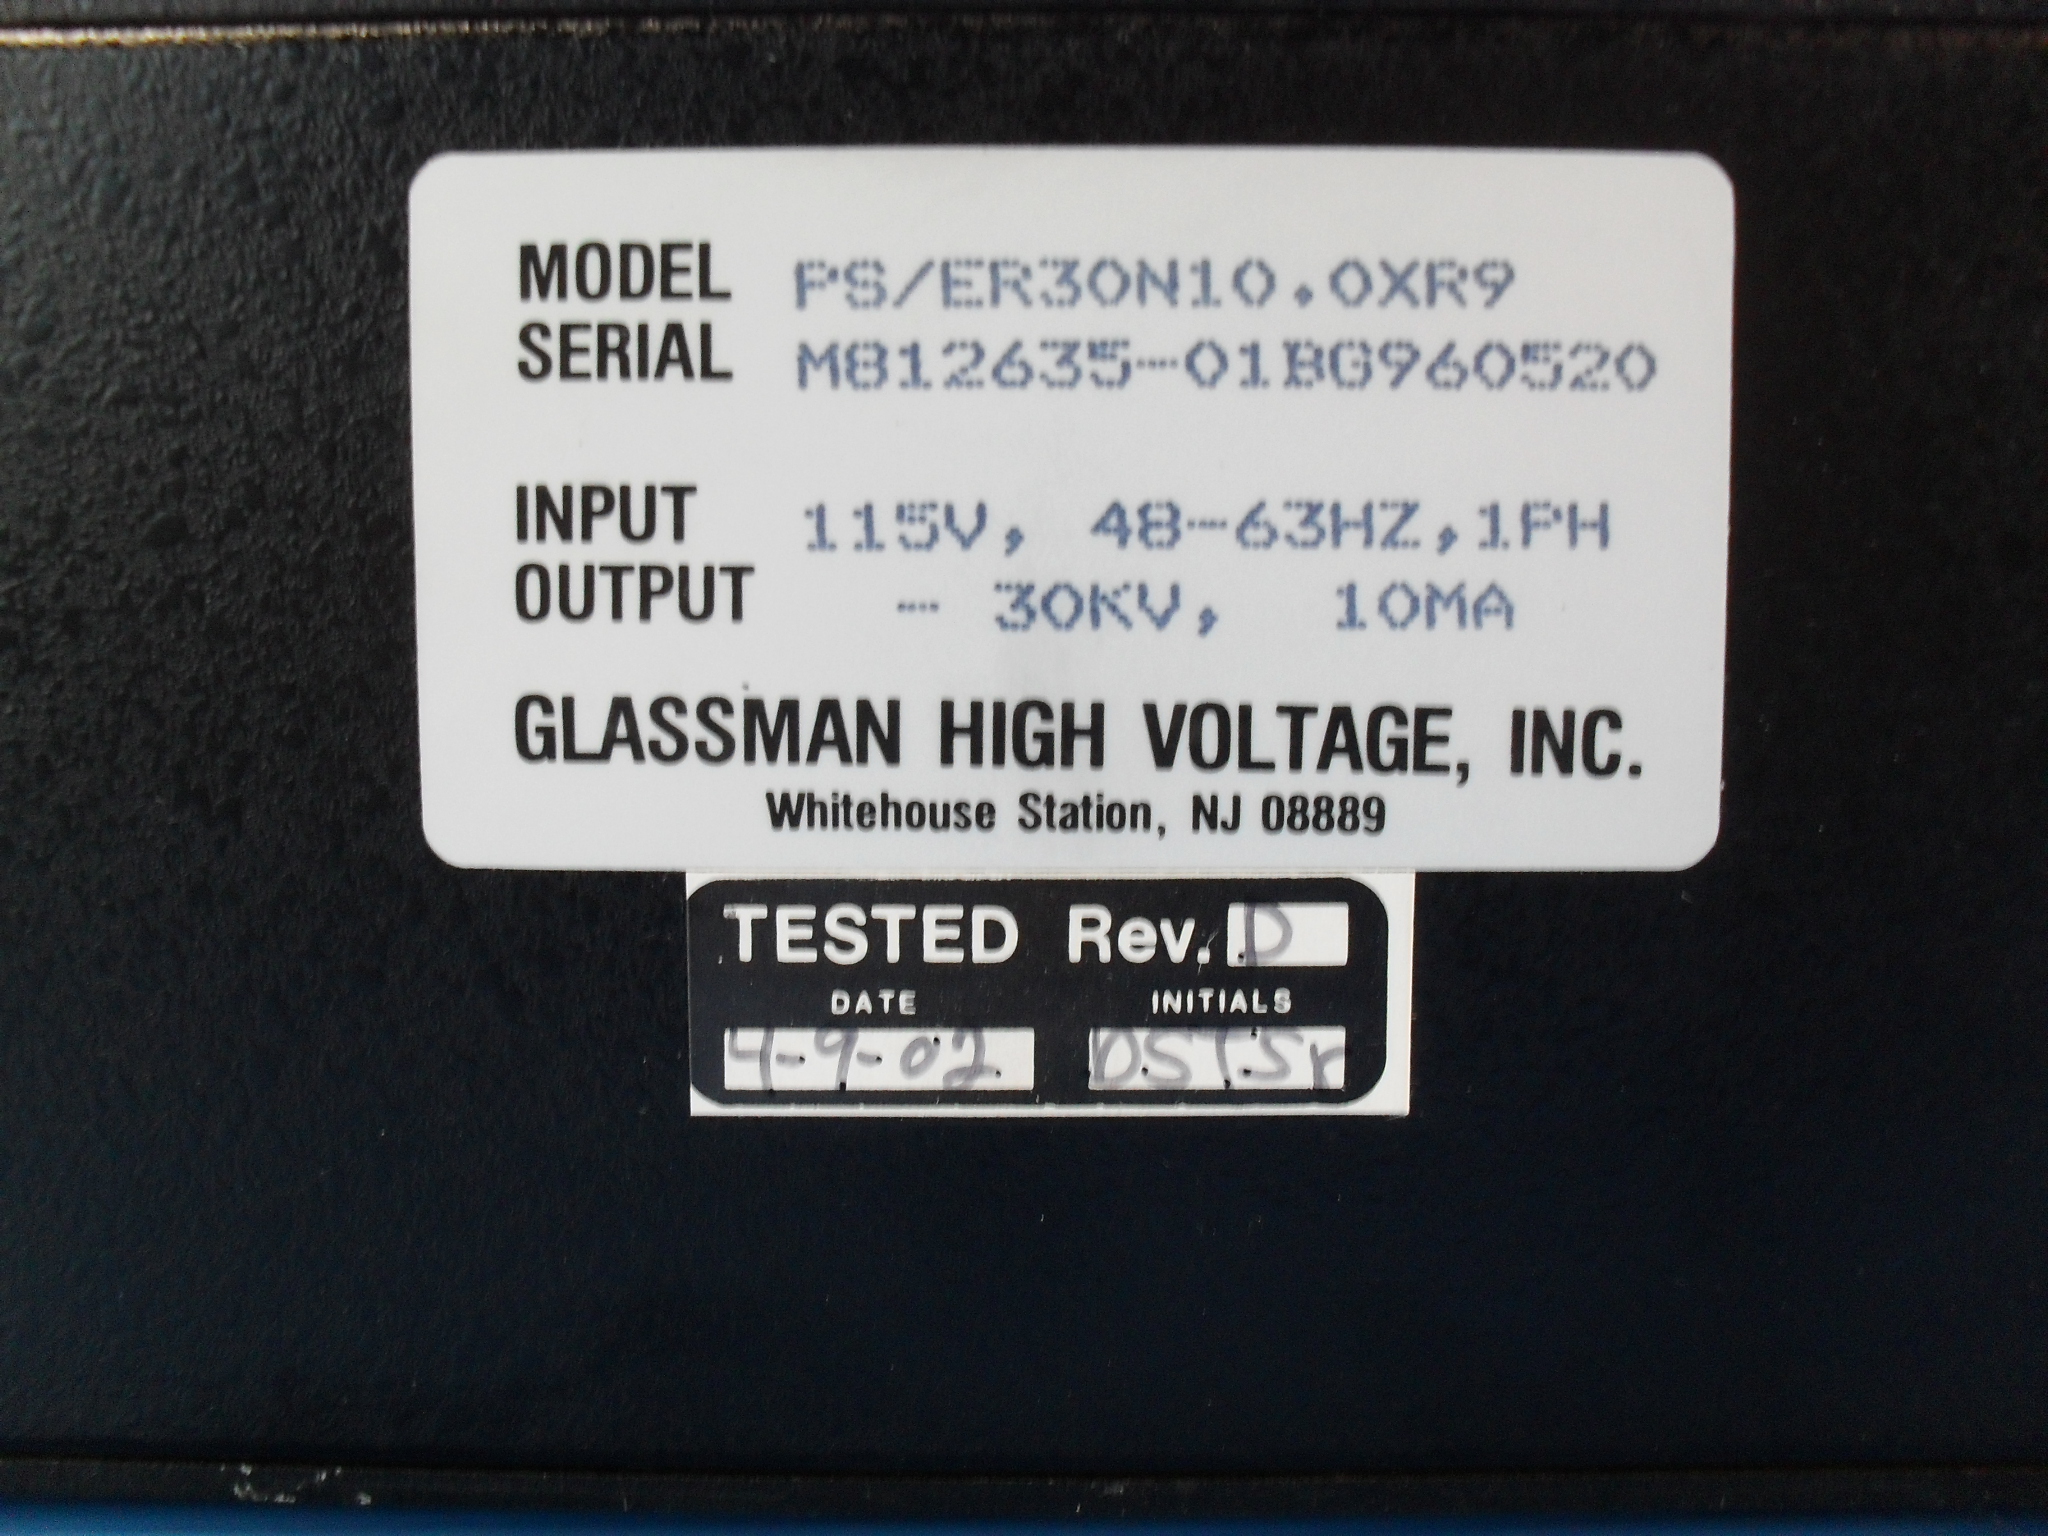 MODEL PS/ER30N10.0XR9
SERIAL M812635-01BG960520
INPUT 115V, 48-63HZ,1PH
OUTPUT - 30KV, 10MA
GLASSMAN HIGH VOLTAGE, INC.
Whitehouse Station, NJ 08889
TESTED Rev. D
DATE INITIALS
4-9-02 DSTSr